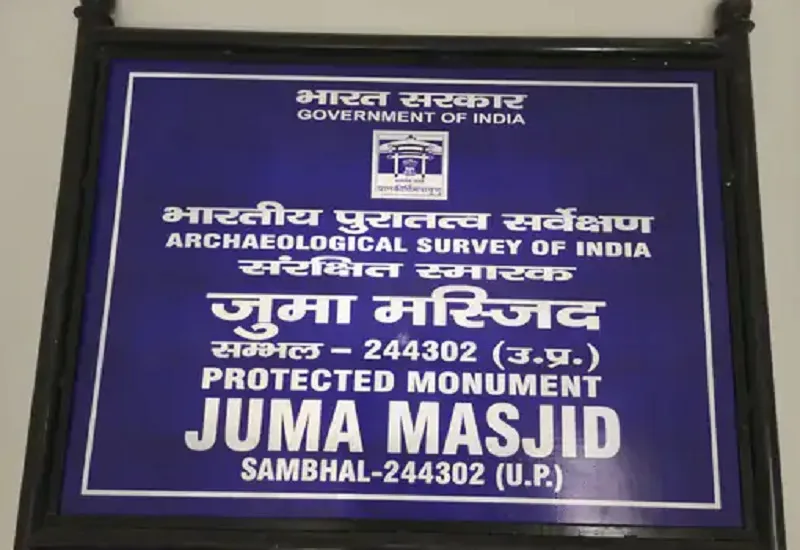 भारत सरकार
GOVERNMENT OF INDIA
भारतीय पुरातत्व सर्वेक्षण
ARCHAEOLOGICAL SURVEY OF INDIA
संरक्षित स्मारक
जुमा मस्जिद
सम्भल - 244302 (उ.प्र.)
PROTECTED MONUMENT
JUMA MASJID
SAMBHAL-244302 (U.P.)